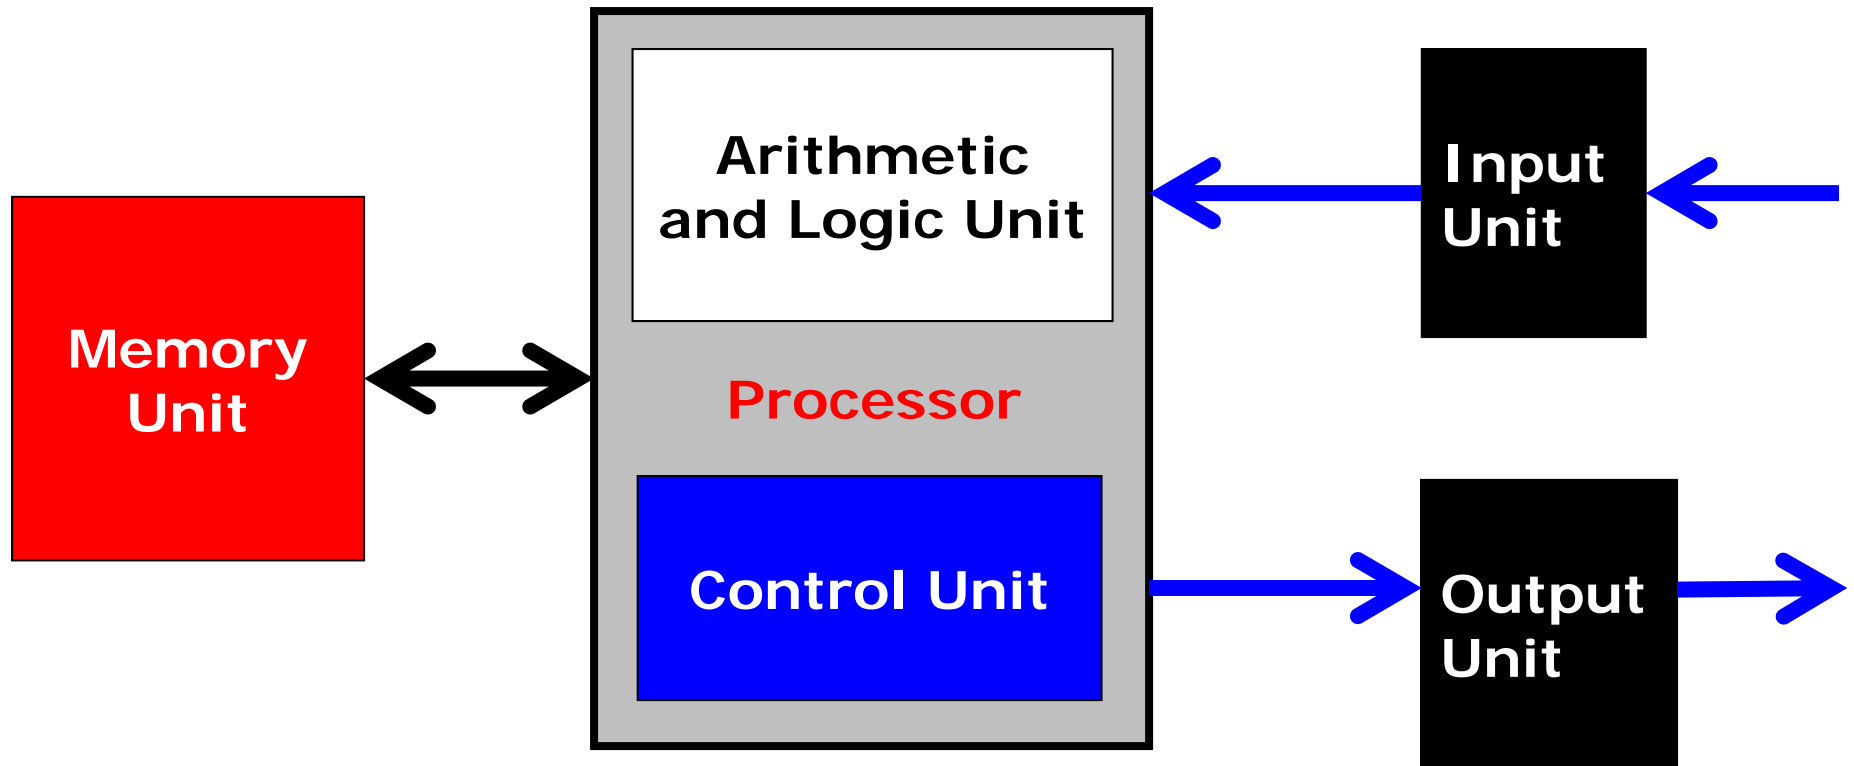 Memory
Unit
Arithmetic
and Logic Unit
Processor
Control Unit
Input
Unit
Output
Unit